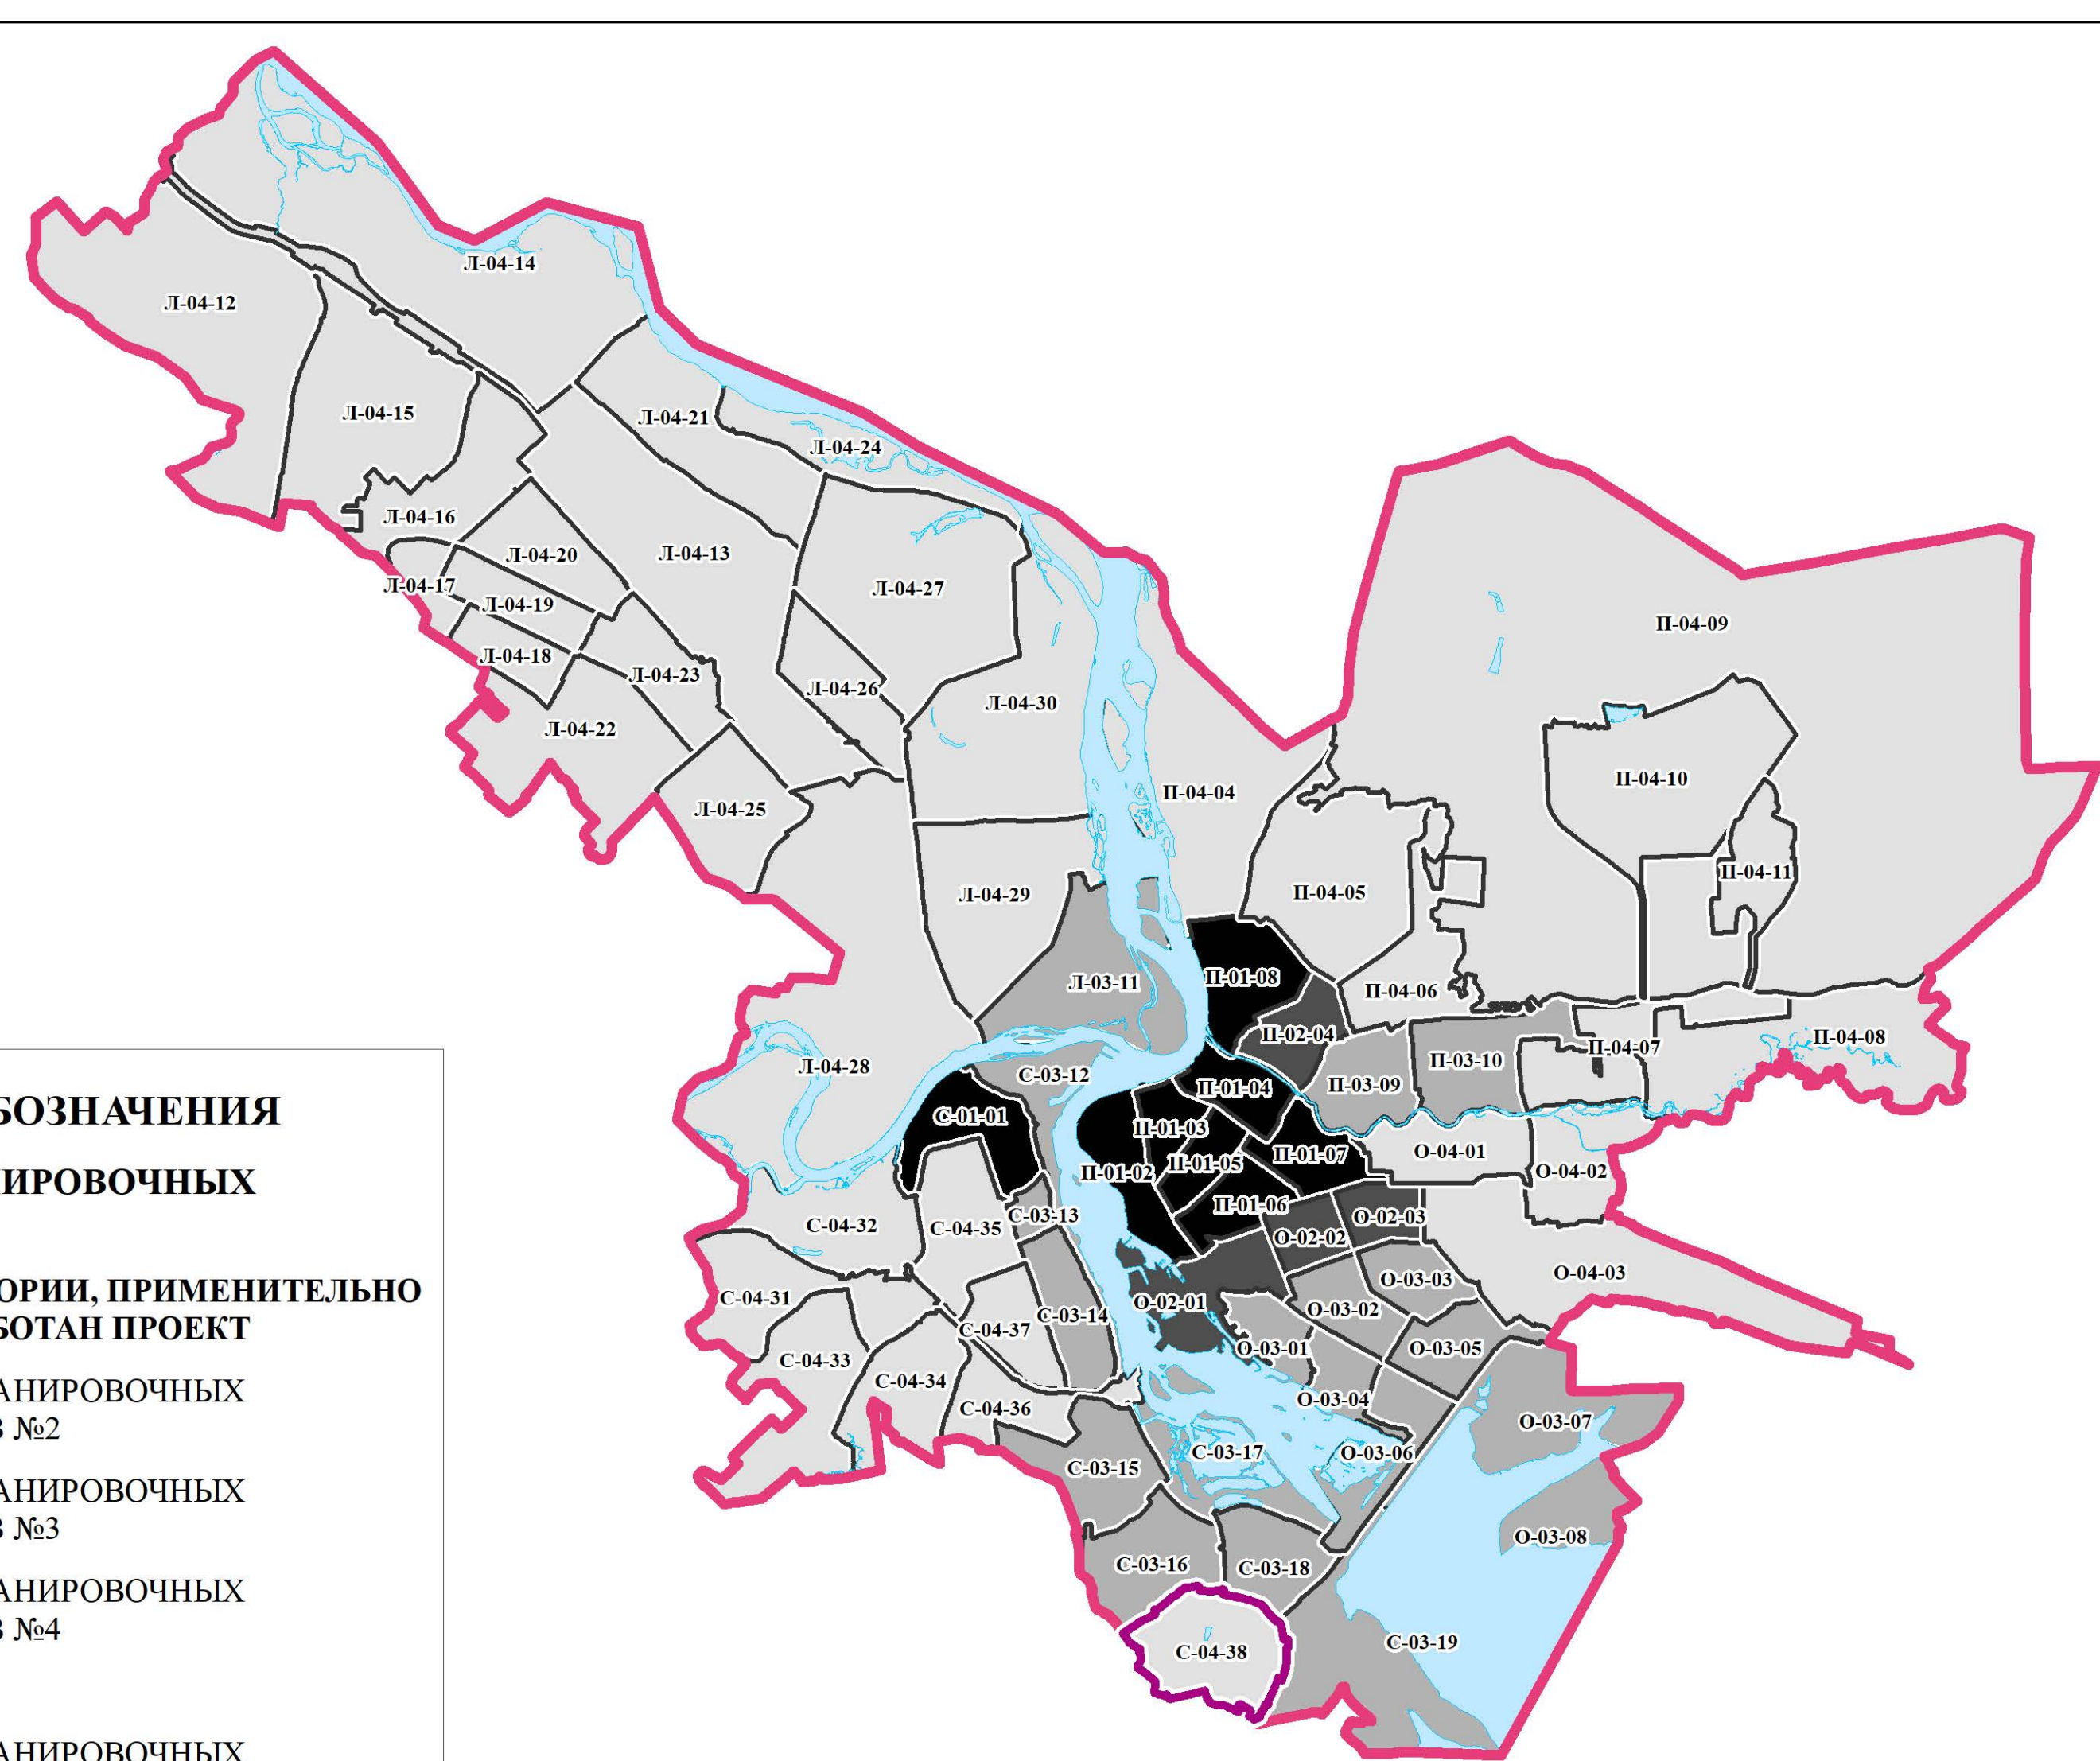 Л-04-14
Л-04-12
Л-04-15
Л-04-21
Л-04-24
Л-04-16
Л-04-20
Л-04-13
Л-04-17
Л-04-19
Л-04-27
П-04-09
Л-04-18
Л-04-23
Л-04-26
Л-04-30
Л-04-22
П-04-10
П-04-04
Л-04-25
П-04-11
Л-04-29
П-04-05
Л-03-11
П-01-08
П-04-06
П-02-04
П-04-08
П-04-07
П-03-10
Л-04-28
С-03-12
П-03-09
П-01-04
С-01-01
П-01-03
П-01-07
О-04-01
П-01-05
П-01-02
О-04-02
П-01-06
С-03-13
О-02-03
С-04-32
С-04-35
О-02-02
О-04-03
О-03-03
С-04-31
О-02-01
О-03-02
С-03-14
С-04-37
О-03-01
О-03-05
С-04-33
С-04-34
О-03-04
С-04-36
О-03-07
С-03-17
О-03-06
С-03-15
О-03-08
С-03-16
С-03-18
С-03-19
С-04-38
БОЗНАЧЕНИЯ
ИРОВОЧНЫХ
ОРИИ, ПРИМЕНИТЕЛЬНО
БОТАН ПРОЕКТ
АНИРОВОЧНЫХ
В №2
АНИРОВОЧНЫХ
В №3
АНИРОВОЧНЫХ
В №4
АНИРОВОЧНЫХ